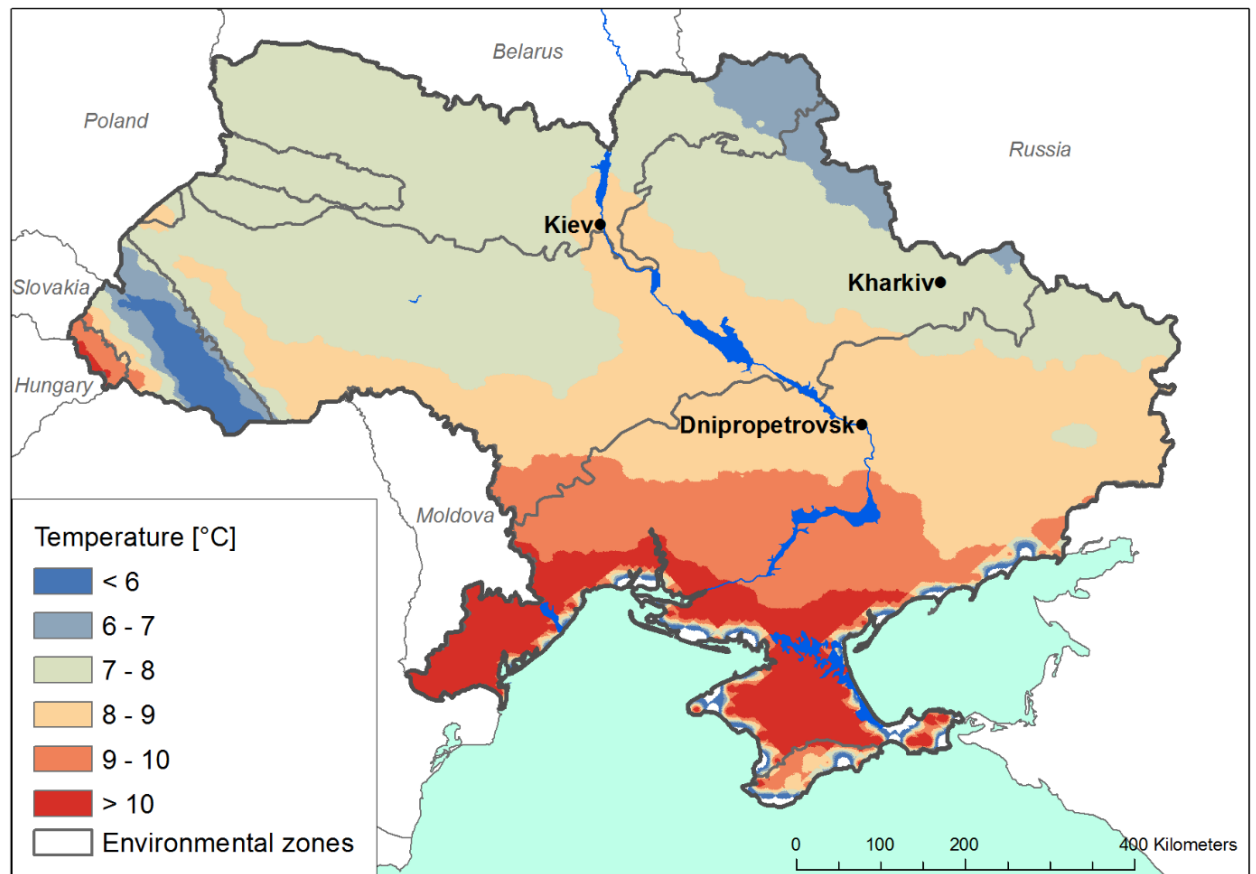 Belarus
Poland
Russia
Kiev
Slovakia
Kharkiv
Hungary
Dnipropetrovsk
Moldova
Temperature [°C]
< 6
6 - 7
7 - 8
8 - 9
9 - 10
> 10
Environmental zones
0 100 200 400 Kilometers